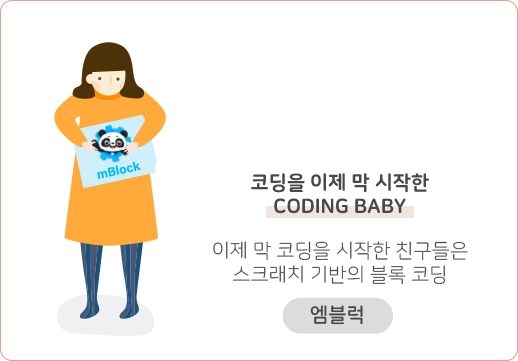 mBlock
코딩을 이제 막 시작한
CODING BABY
이제 막 코딩을 시작한 친구들은
스크래치 기반의 블록 코딩
엠블럭